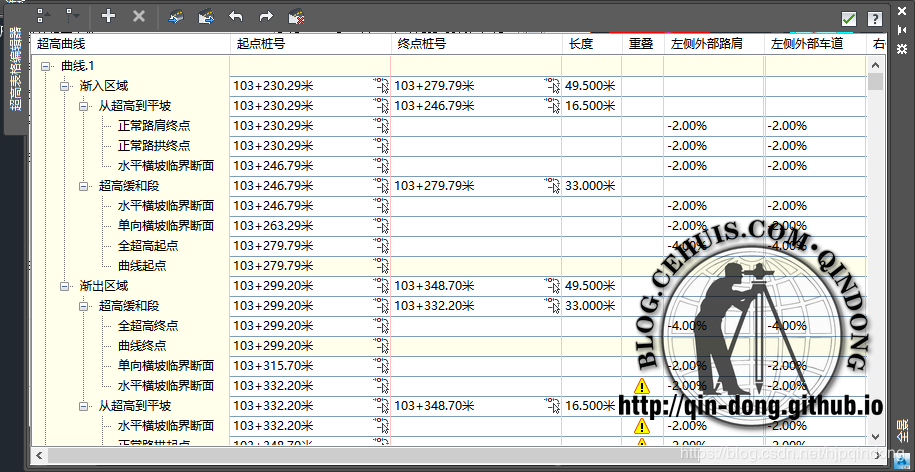 超高表格编辑器
超高曲线 起点桩号 终点桩号 长度 重叠 左侧外部路肩 左侧外部车道 右
曲线.1
渐入区域 103+230.29米 103+279.79米 49.500米
从超高到平坡 103+230.29米 103+246.79米 16.500米
正常路肩终点 103+230.29米 -2.00% -2.00%
正常路拱终点 103+230.29米 -2.00% -2.00%
水平横坡临界断面 103+246.79米 -2.00% -2.00%
超高缓和段 103+246.79米 103+279.79米 33.000米
水平横坡临界断面 103+246.79米 -2.00% -2.00%
单向横坡临界断面 103+263.29米 -2.00% -2.00%
全超高起点 103+279.79米 -4.00% -4.00%
曲线起点 103+279.79米
渐出区域 103+299.20米 103+348.70米 49.500米
超高缓和段 103+299.20米 103+332.20米 33.000米
全超高终点 103+299.20米 -4.00% -4.00%
曲线终点 103+299.20米
单向横坡临界断面 103+315.70米
水平横坡临界断面 103+332.20米 -2.00% -2.00%
从超高到平坡 103+332.20米 103+348.70米 16.500米
水平横坡临界断面 103+332.20米 -2.00% -2.00%
正常路拱起点 103+348.70米 -2.00% -2.00%
BLOG.CEHUIS.COM·QINDONG
http://qin-dong.github.io
https://blog.csdn.net/hjpqindong
全景